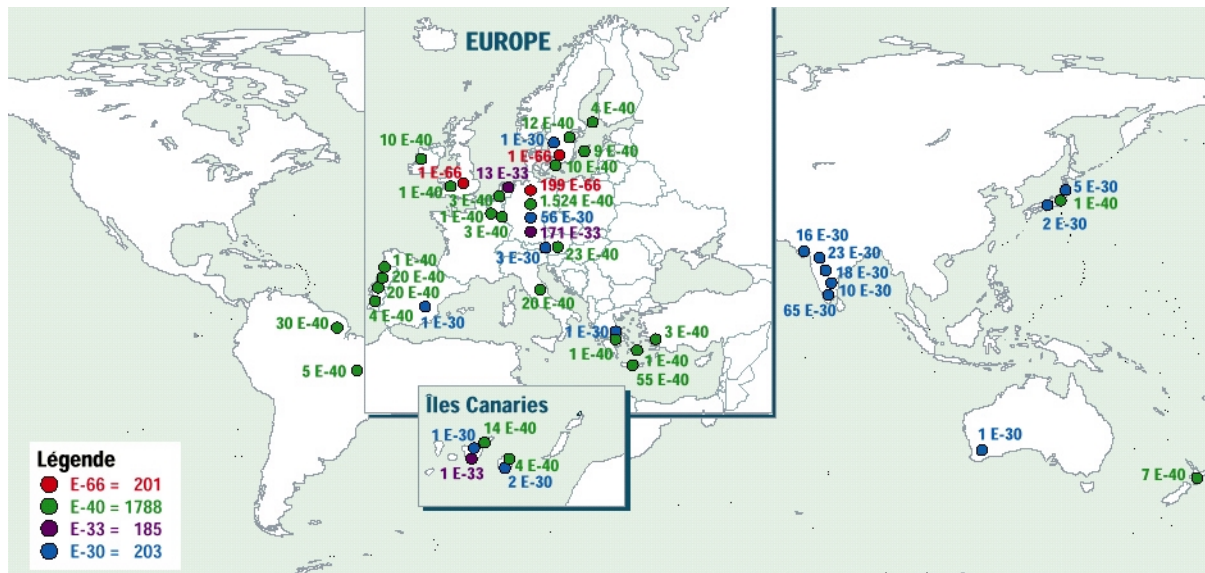 EUROPE
4 E-40
12 E-40
1 E-30
9 E-40
10 E-40
1 E-66
10 E-40
1 E-66
13 E-33
1 E-40
3 E-40
199 E-66
1.524 E-40
1 E-40
56 E-30
3 E-40
171 E-33
3 E-30
23 E-40
1 E-40
20 E-40
20 E-40
4 E-40
1 E-30
20 E-40
1 E-30
3 E-40
1 E-40
1 E-40
55 E-40
5 E-30
1 E-40
2 E-30
16 E-30
23 E-30
18 E-30
10 E-30
65 E-30
30 E-40
5 E-40
Îles Canaries
14 E-40
1 E-30
1 E-33
4 E-40
2 E-30
1 E-30
7 E-40
Légende
E-66 = 201
E-40 = 1788
E-33 = 185
E-30 = 203